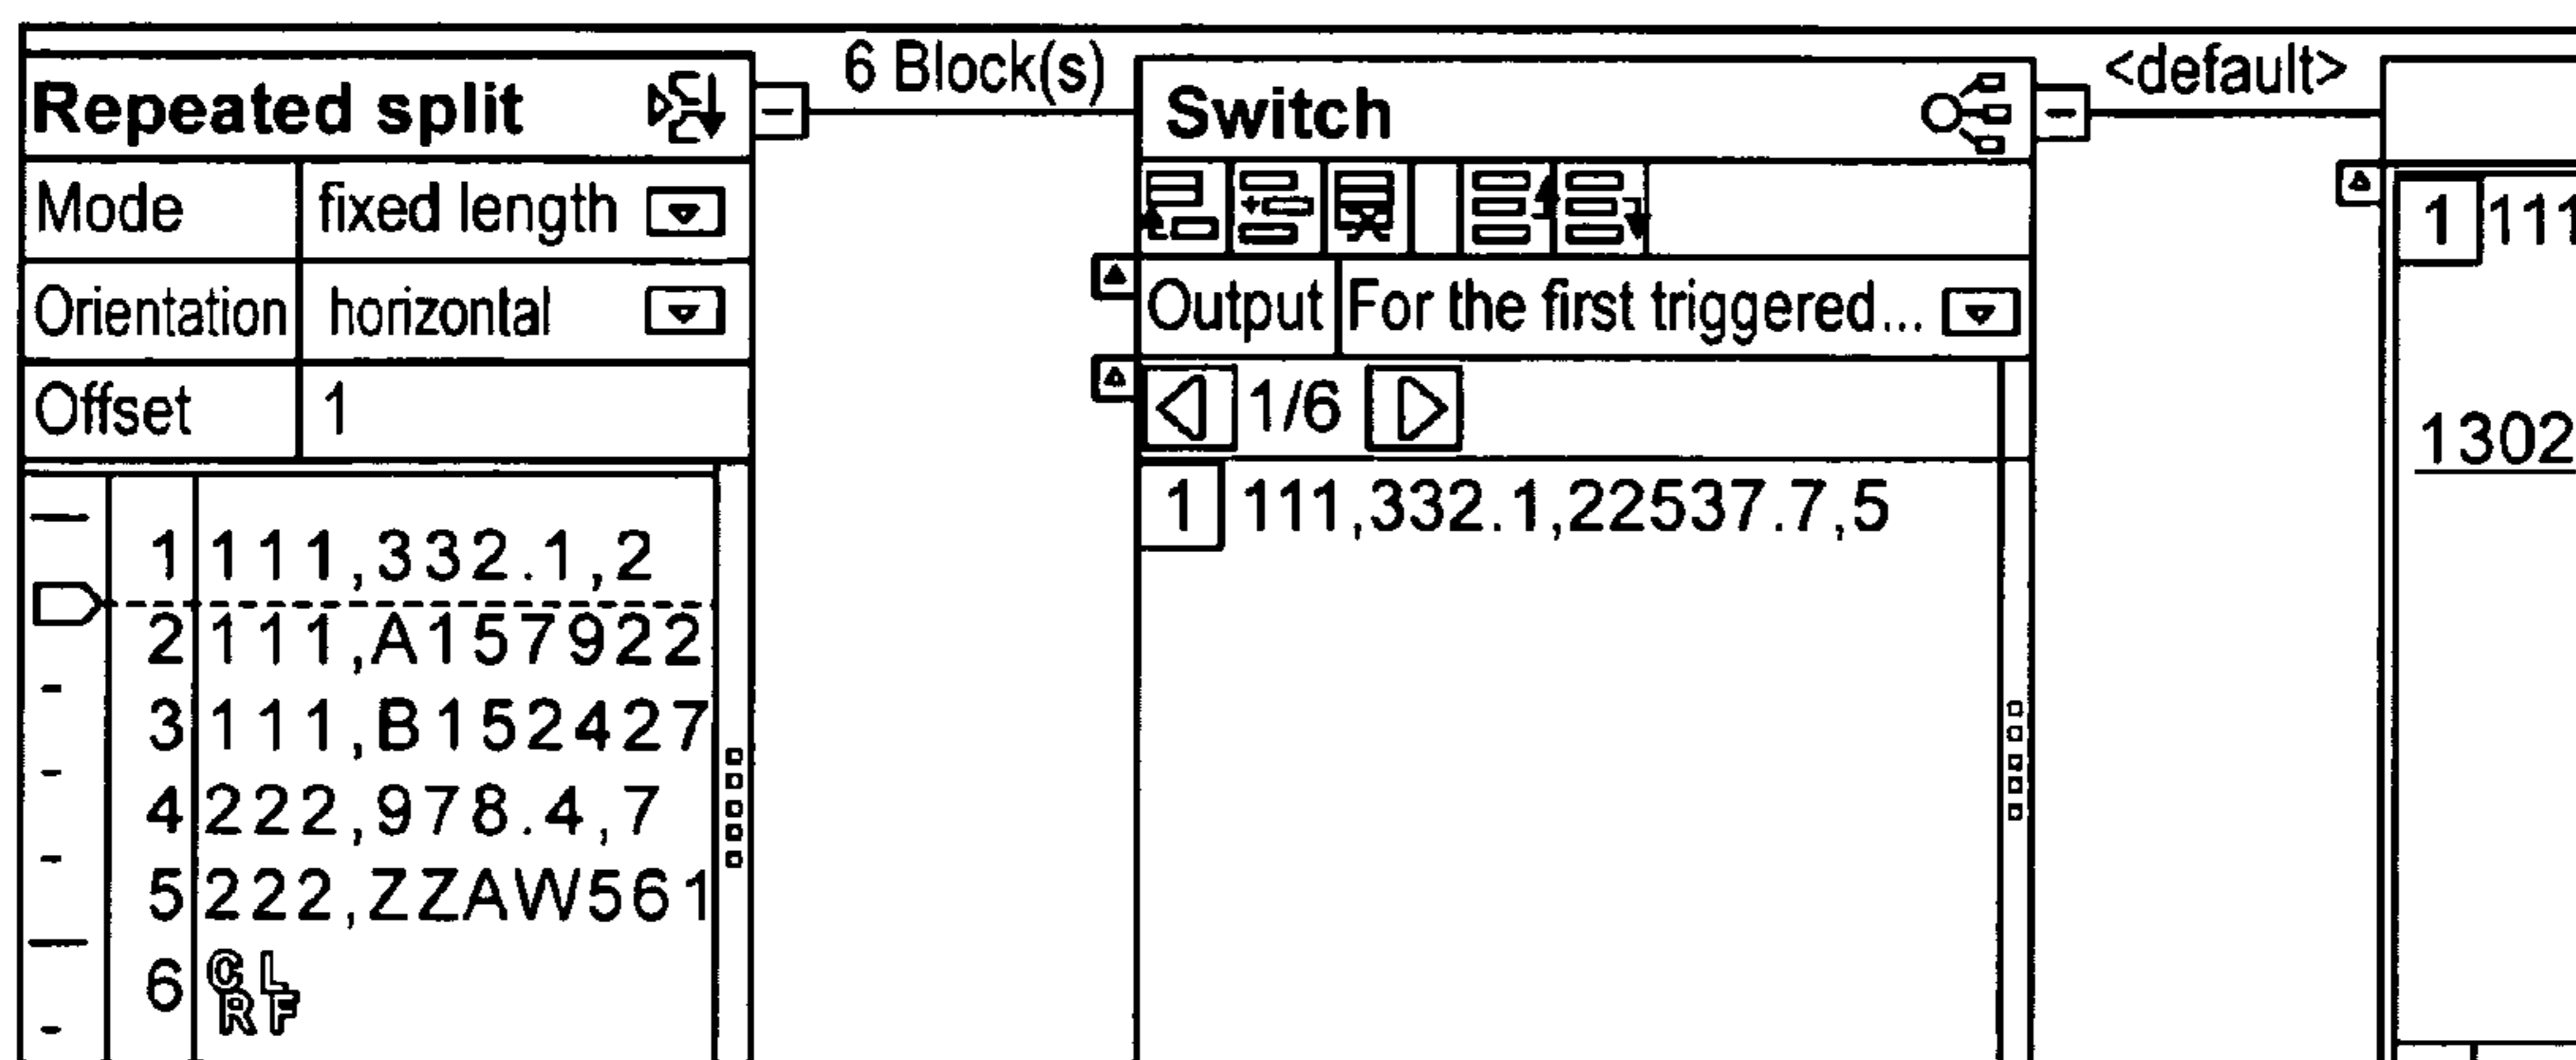 6 Block(s)
<default>
Repeated split
Switch
Mode fixed length
Orientation horizontal
Offset 1
Output For the first triggered...
1/6
1 111,332.1,22537.7,5
1 111,332.1,2
2 111,A157922
3 111,B152427
4 222,978.4,7
5 222,ZZAW561
6 CRLF
1 111
1302